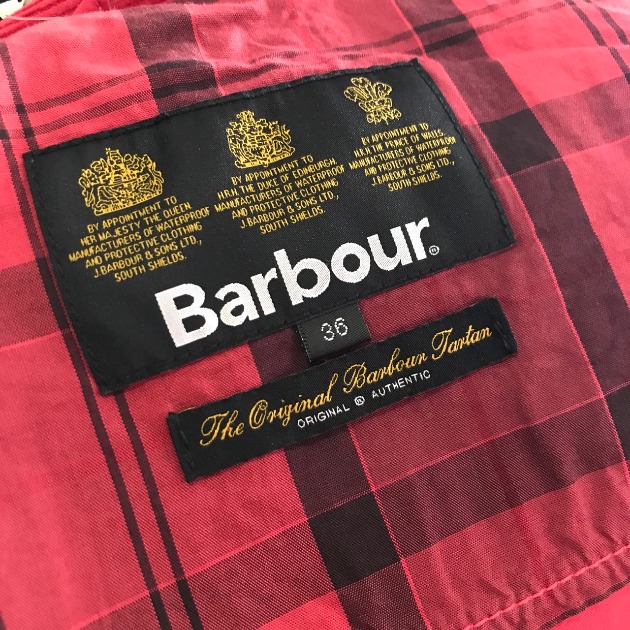 BY APPOINTMENT TO
HER MAJESTY THE QUEEN
MANUFACTURERS OF WATERPROOF
AND PROTECTIVE CLOTHING
J.BARBOUR & SONS LTD.,
SOUTH SHIELDS.
BY APPOINTMENT TO
H.R.H. THE DUKE OF EDINBURGH
MANUFACTURERS OF WATERPROOF
AND PROTECTIVE CLOTHING
J.BARBOUR & SONS LTD.,
SOUTH SHIELDS.
BY APPOINTMENT TO
H.R.H. THE PRINCE OF WALES
MANUFACTURERS OF WATERPROOF
AND PROTECTIVE CLOTHING
J.BARBOUR & SONS LTD.,
SOUTH SHIELDS.
Barbour®
36
The Original Barbour Tartan
ORIGINAL ® AUTHENTIC